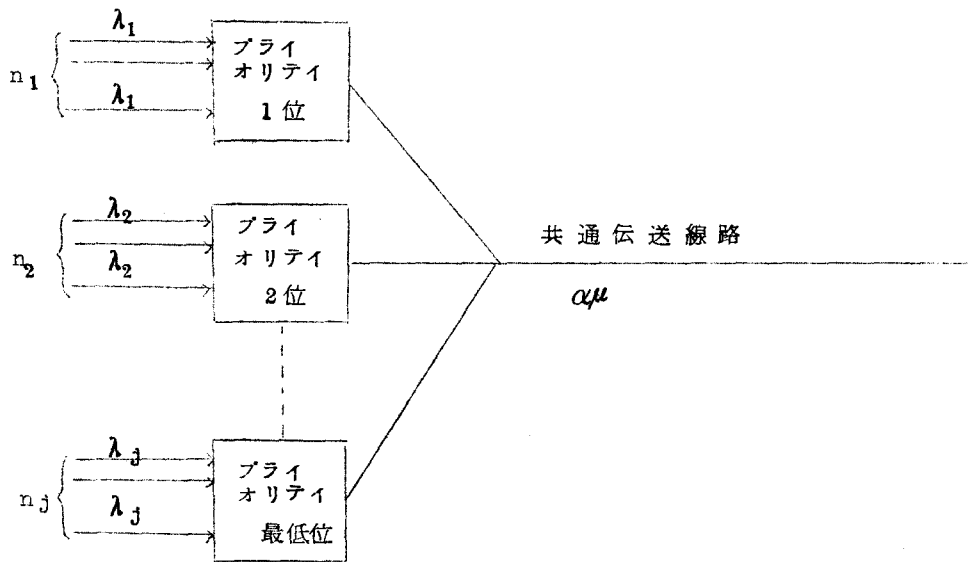 λ1
n1
λ1
プライ
オリティ
1位
λ2
n2
λ2
プライ
オリティ
2位
共通伝送線路
αμ
λj
nj
λj
プライ
オリティ
最低位